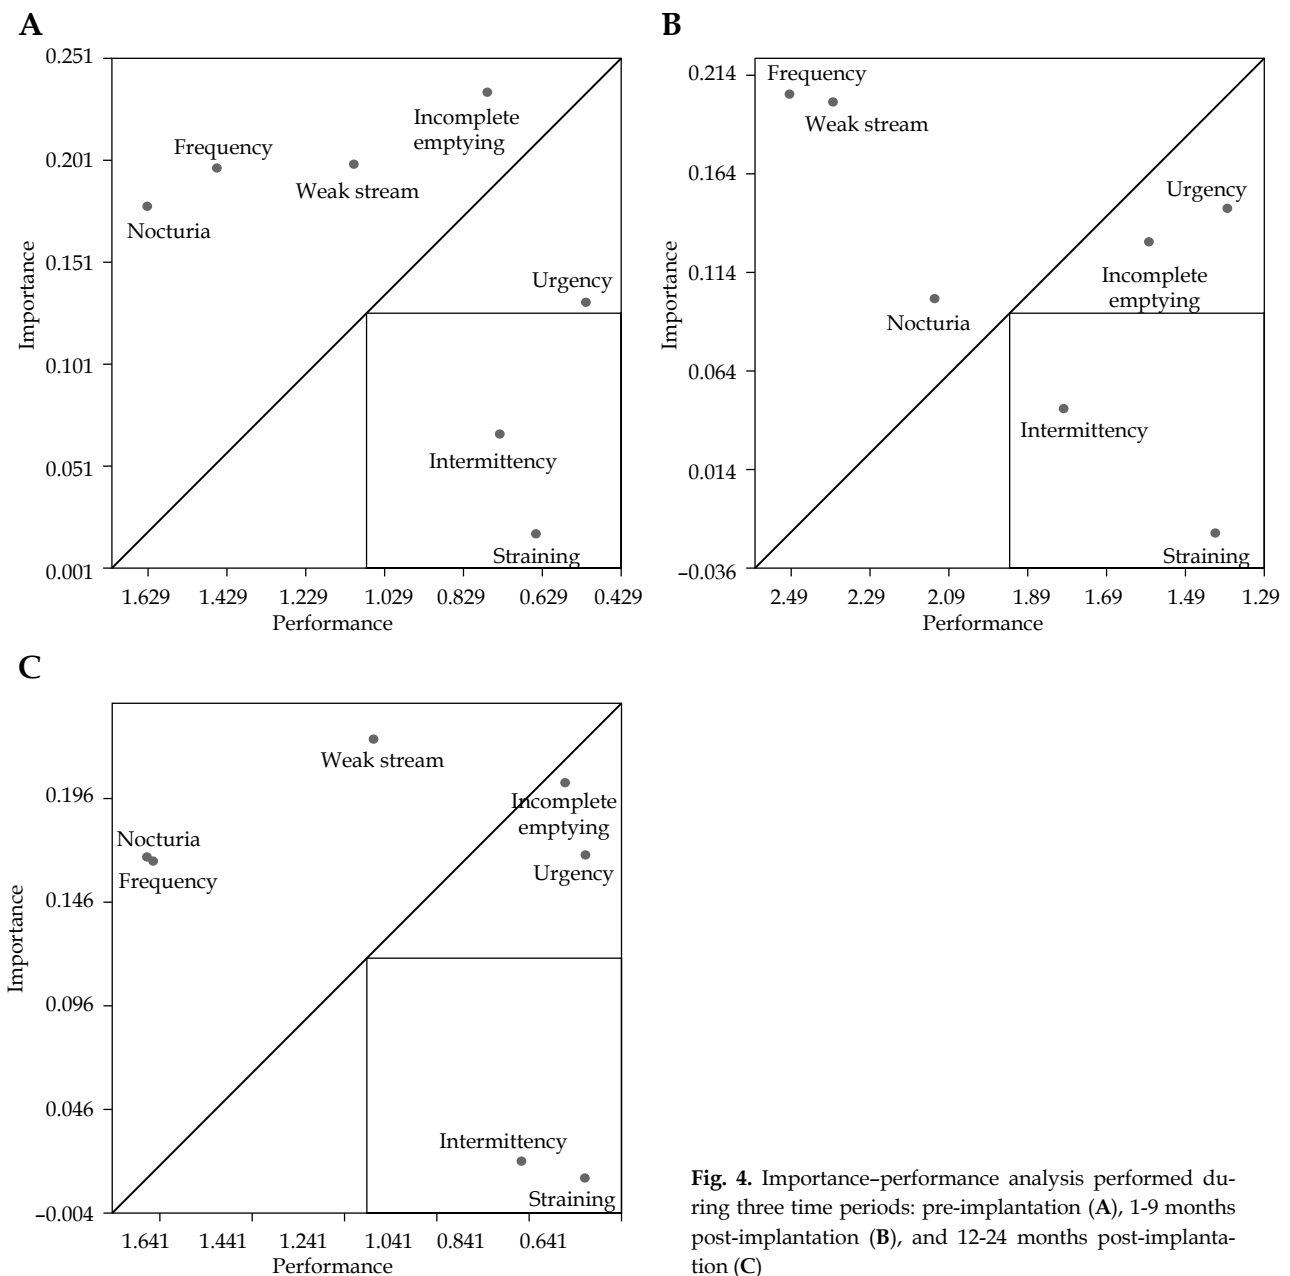 A
0.251
0.201
0.151
0.101
0.051
0.001
Importance
Frequency
Nocturia
Weak stream
Incomplete
emptying
Urgency
Intermittency
Straining
1.629 1.429 1.229 1.029 0.829 0.629 0.429
Performance
B
0.214
0.164
0.114
0.064
0.014
–0.036
Importance
Frequency
Weak stream
Urgency
Incomplete
emptying
Nocturia
Intermittency
Straining
2.49 2.29 2.09 1.89 1.69 1.49 1.29
Performance
C
0.196
0.146
0.096
0.046
–0.004
Importance
Weak stream
Incomplete
emptying
Nocturia
Frequency
Urgency
Intermittency
Straining
1.641 1.441 1.241 1.041 0.841 0.641
Performance
Fig. 4. Importance–performance analysis performed du-
ring three time periods: pre-implantation (A), 1-9 months
post-implantation (B), and 12-24 months post-implanta-
tion (C)